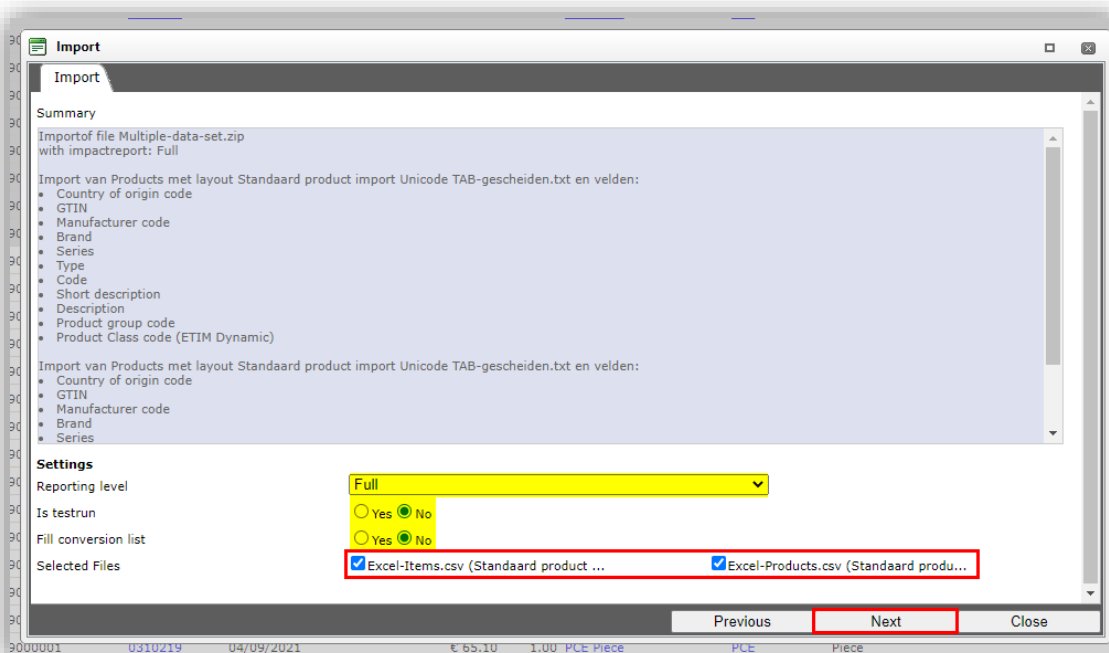 Import
Import
Summary
Importof file Multiple-data-set.zip
with impactreport: Full
Import van Products met layout Standaard product import Unicode TAB-gescheiden.txt en velden:
• Country of origin code
• GTIN
• Manufacturer code
• Brand
• Series
• Type
• Code
• Short description
• Description
• Product group code
• Product Class code (ETIM Dynamic)
Import van Products met layout Standaard product import Unicode TAB-gescheiden.txt en velden:
• Country of origin code
• GTIN
• Manufacturer code
• Brand
• Series
Settings
Reporting level Full
Is testrun Yes No
Fill conversion list Yes No
Selected Files Excel-Items.csv (Standaard product ... Excel-Products.csv (Standaard produ...
Previous Next Close
9000001 0310219 04/09/2021 € 65.10 1.00 PCE Piece PCE Piece